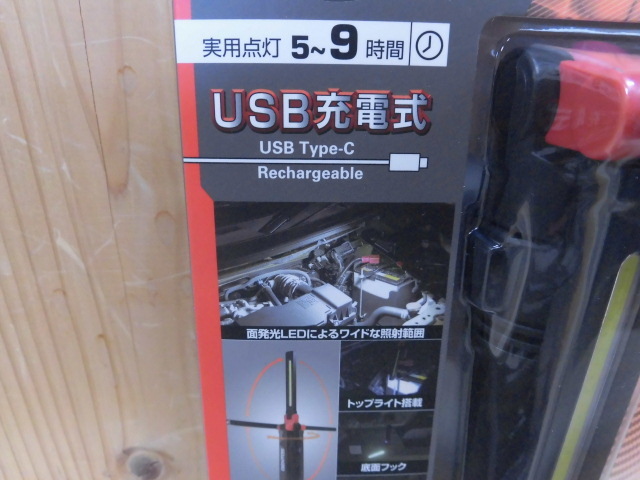 実用点灯 5~9 時間
USB充電式
USB Type-C
Rechargeable
面発光LEDによるワイドな照射範囲
トップライト搭載
底面フック